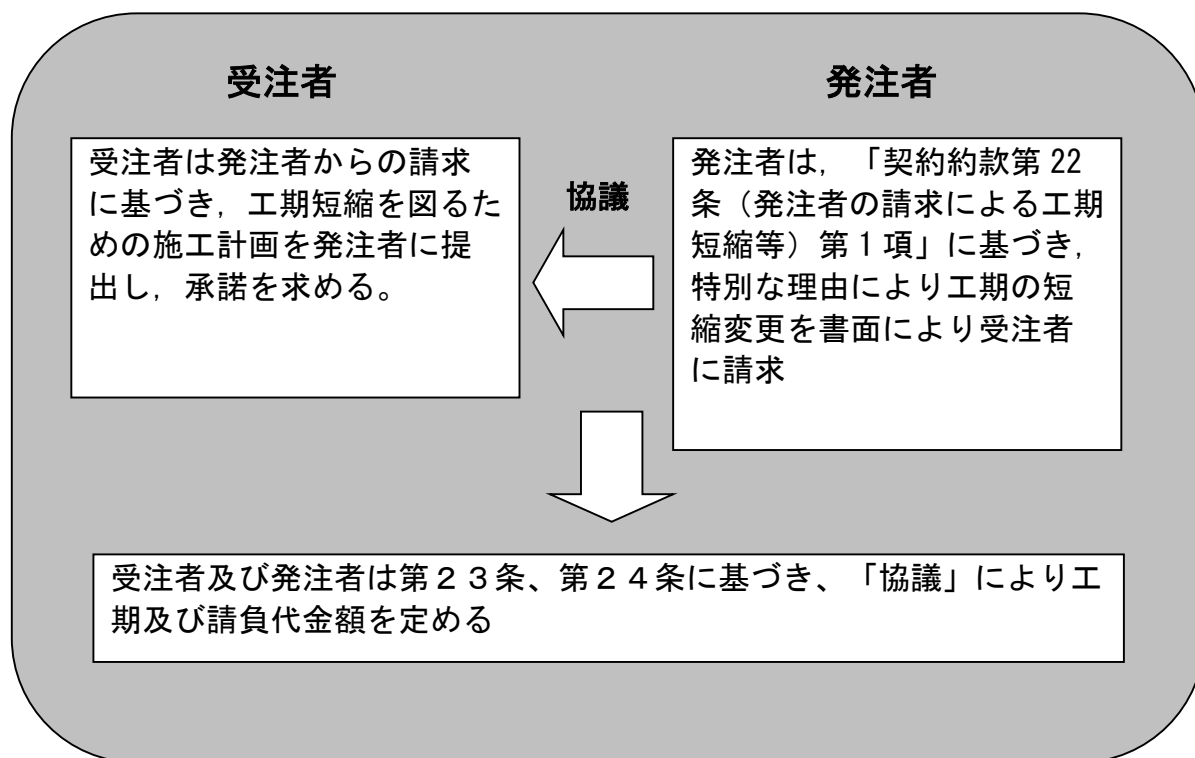 受注者
発注者
受注者は発注者からの請求
に基づき，工期短縮を図るた
めの施工計画を発注者に提
出し，承諾を求める。
協議
発注者は，「契約約款第 22
条（発注者の請求による工期
短縮等）第 1 項」に基づき，
特別な理由により工期の短
縮変更を書面により受注者
に請求
受注者及び発注者は第２３条、第２４条に基づき、「協議」により工
期及び請負代金額を定める